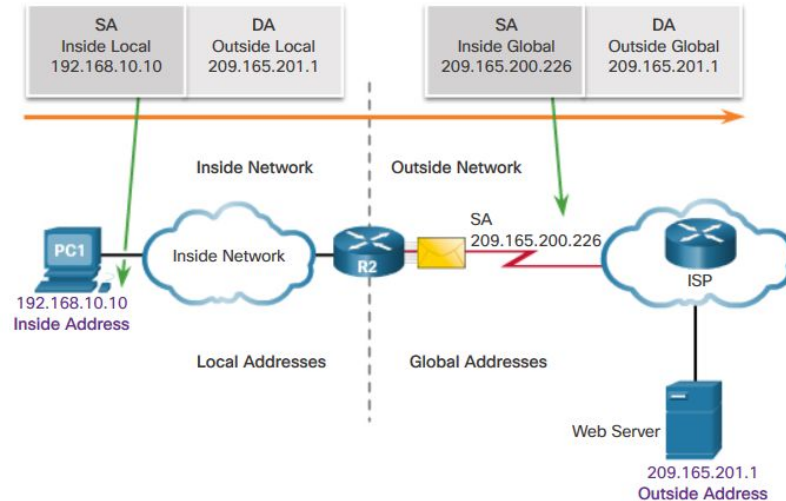 SA
Inside Local
192.168.10.10
DA
Outside Local
209.165.201.1
SA
Inside Global
209.165.200.226
DA
Outside Global
209.165.201.1
Inside Network
Outside Network
SA
209.165.200.226
PC1
Inside Network
R2
ISP
192.168.10.10
Inside Address
Local Addresses
Global Addresses
Web Server
209.165.201.1
Outside Address